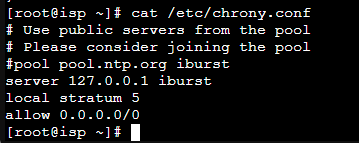 [root@isp ~]# cat /etc/chrony.conf
# Use public servers from the pool
# Please consider joining the pool
#pool pool.ntp.org iburst
server 127.0.0.1 iburst
local stratum 5
allow 0.0.0.0/0
[root@isp ~]#